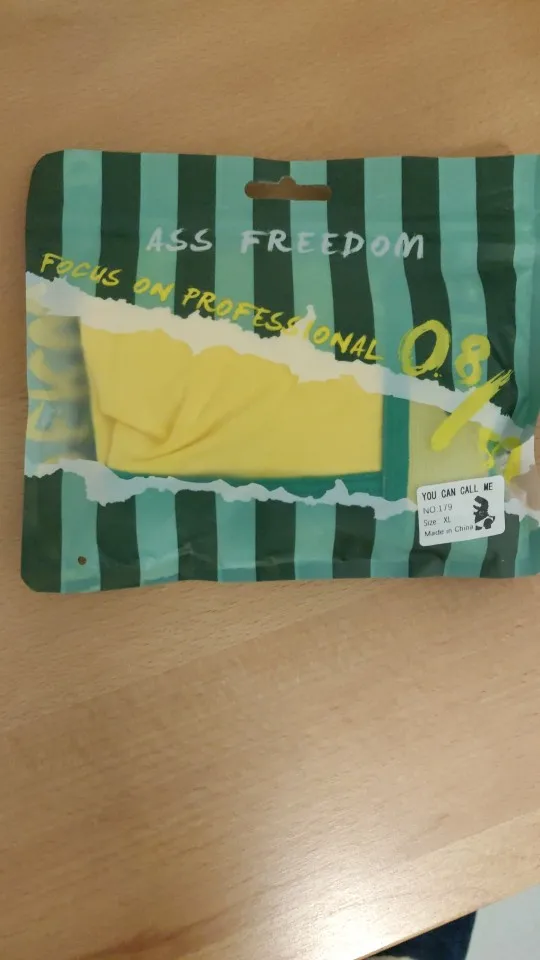 ASS FREEDOM
FOCUS ON PROFESSIONAL
0.8
YOU CAN CALL ME
NO.179
Size: XL
Made in China